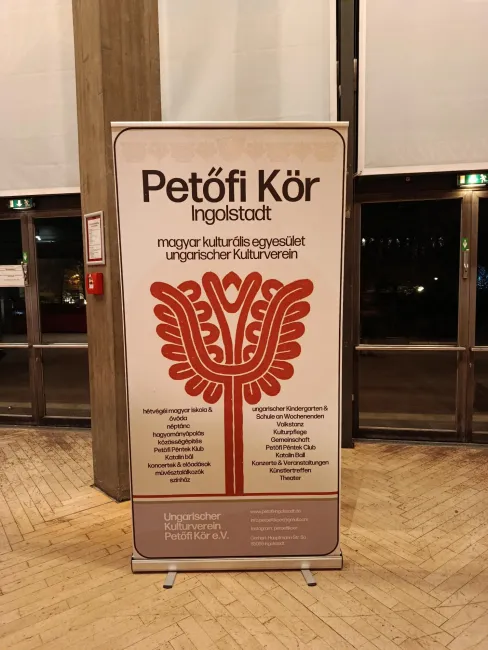 Petőfi Kör
Ingolstadt
magyar kulturális egyesület
ungarischer Kulturverein
hétvégéi magyar iskola &
óvoda
néptánc
hagyományápolás
közösségépítés
Petőfi Péntek Klub
Katalin bál
koncertek & előadások
művésztalálkozók
színház
ungarischer Kindergarten &
Schule an Wochenenden
Volkstanz
Kulturpflege
Gemeinschaft
Petőfi Péntek Club
Katalin Ball
Konzerte & Veranstaltungen
Künstlertreffen
Theater
Ungarischer
Kulturverein
Petőfi Kör e.V.